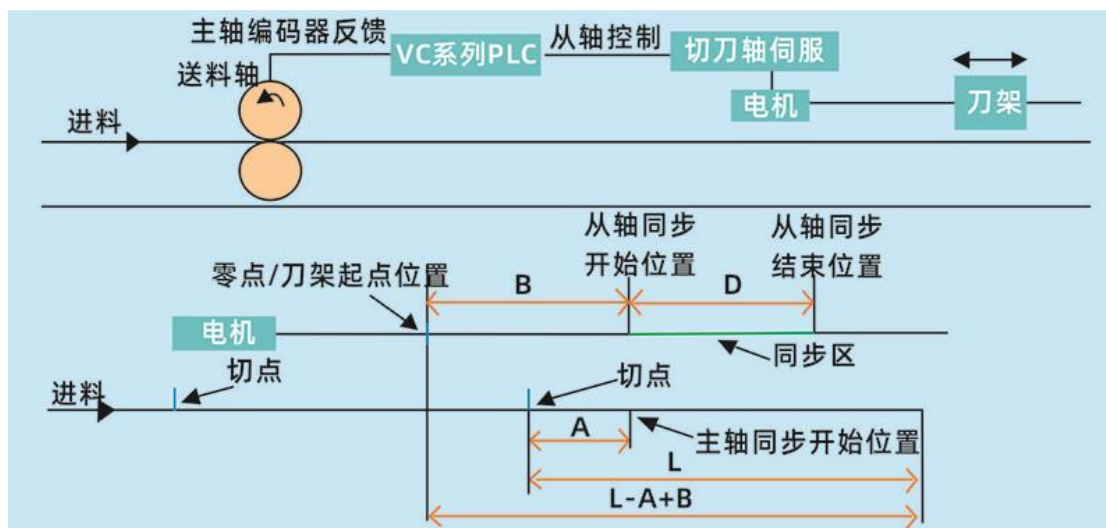 主轴编码器反馈
VC系列PLC
从轴控制
切刀轴伺服
送料轴
电机
刀架
进料
从轴同步
开始位置
从轴同步
结束位置
零点/刀架起点位置
B
D
电机
同步区
切点
切点
进料
A
主轴同步开始位置
L
L-A+B